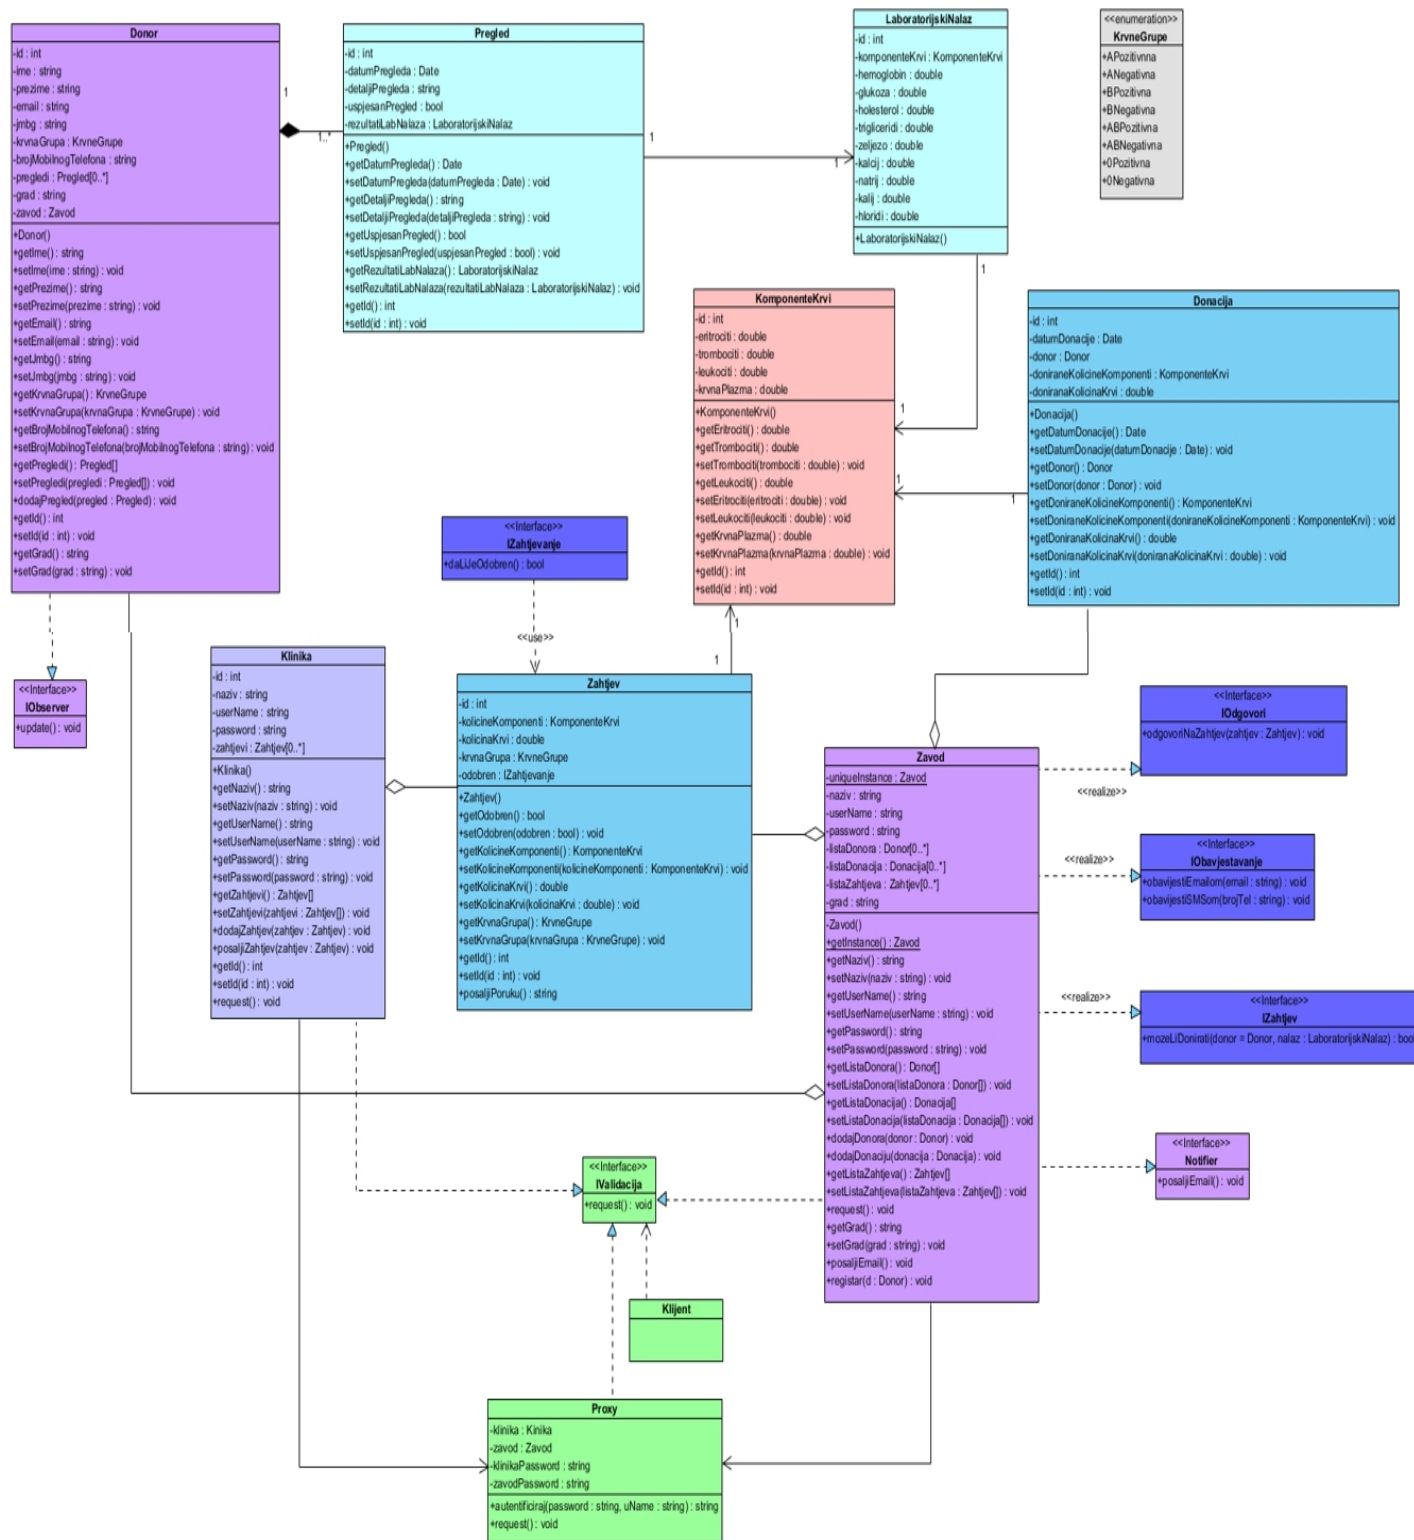 Donor
-id : int
-ime : string
-prezime : string
-email : string
-jmbg : string
-krvnaGrupa : KrvneGrupe
-brojMobilnogTelefona : string
-pregledi : Pregled[0..*]
-grad : string
-zavod : Zavod
+Donor()
+getIme() : string
+setIme(ime : string) : void
+getPrezime() : string
+setPrezime(prezime : string) : void
+getEmail() : string
+setEmail(email : string) : void
+getJmbg() : string
+setJmbg(jmbg : string) : void
+getKrvnaGrupa() : KrvneGrupe
+setKrvnaGrupa(krvnaGrupa : KrvneGrupe) : void
+getBrojMobilnogTelefona() : string
+setBrojMobilnogTelefona(brojMobilnogTelefona : string) : void
+getPregledi() : Pregled[]
+setPregledi(pregledi : Pregled[]) : void
+dodajPregled(pregled : Pregled) : void
+getId() : int
+setId(id : int) : void
+getGrad() : string
+setGrad(grad : string) : void
1
1..*
Pregled
-id : int
-datumPregleda : Date
-detaljiPregleda : string
-uspjesanPregled : bool
-rezultatiLabNalaza : LaboratorijskiNalaz
+Pregled()
+getDatumPregleda() : Date
+setDatumPregleda(datumPregleda : Date) : void
+getDetaljiPregleda() : string
+setDetaljiPregleda(detaljiPregleda : string) : void
+getUspjesanPregled() : bool
+setUspjesanPregled(uspjesanPregled : bool) : void
+getRezultatiLabNalaza() : LaboratorijskiNalaz
+setRezultatiLabNalaza(rezultatiLabNalaza : LaboratorijskiNalaz) : void
+getId() : int
+setId(id : int) : void
1
1
LaboratorijskiNalaz
-id : int
-komponenteKrvi : KomponenteKrvi
-hemoglobin : double
-glukoza : double
-holesterol : double
-trigliceridi : double
-zeljezo : double
-kalcij : double
-natrij : double
-kalij : double
-hloridi : double
+LaboratorijskiNalaz()
1
<<enumeration>>
KrvneGrupe
+APozitivnna
+ANegativna
+BPozitivna
+BNegativna
+ABPozitivna
+ABNegativna
+0Pozitivna
+0Negativna
KomponenteKrvi
-id : int
-eritrociti : double
-trombociti : double
-leukociti : double
-krvnaPlazma : double
+KomponenteKrvi()
+getEritrociti() : double
+getTrombociti() : double
+setTrombociti(trombociti : double) : void
+getLeukociti() : double
+setEritrociti(eritrociti : double) : void
+setLeukociti(leukociti : double) : void
+getKrvnaPlazma() : double
+setKrvnaPlazma(krvnaPlazma : double) : void
+getId() : int
+setId(id : int) : void
1
1
1
1
1
Donacija
-id : int
-datumDonacije : Date
-donor : Donor
-doniraneKolicineKomponenti : KomponenteKrvi
-doniranaKolicinaKrvi : double
+Donacija()
+getDatumDonacije() : Date
+setDatumDonacije(datumDonacije : Date) : void
+getDonor() : Donor
+setDonor(donor : Donor) : void
+getDoniraneKolicineKomponenti() : KomponenteKrvi
+setDoniraneKolicineKomponenti(doniraneKolicineKomponenti : KomponenteKrvi) : void
+getDoniranaKolicinaKrvi() : double
+setDoniranaKolicinaKrvi(doniranaKolicinaKrvi : double) : void
+getId() : int
+setId(id : int) : void
<<Interface>>
IZahtjevanje
+daLiJeOdobren() : bool
<<use>>
<<Interface>>
IObserver
+update() : void
Klinika
-id : int
-naziv : string
-userName : string
-password : string
-zahtjevi : Zahtjev[0..*]
+Klinika()
+getNaziv() : string
+setNaziv(naziv : string) : void
+getUserName() : string
+setUserName(userName : string) : void
+getPassword() : string
+setPassword(password : string) : void
+getZahtjevi() : Zahtjev[]
+setZahtjevi(zahtjevi : Zahtjev[]) : void
+dodajZahtjev(zahtjev : Zahtjev) : void
+posaljiZahtjev(zahtjev : Zahtjev) : void
+getId() : int
+setId(id : int) : void
+request() : void
Zahtjev
-id : int
-kolicineKomponenti : KomponenteKrvi
-kolicinaKrvi : double
-krvnaGrupa : KrvneGrupe
-odobren : IZahtjevanje
+Zahtjev()
+getOdobren() : bool
+setOdobren(odobren : bool) : void
+getKolicineKomponenti() : KomponenteKrvi
+setKolicineKomponenti(kolicineKomponenti : KomponenteKrvi) : void
+getKolicinaKrvi() : double
+setKolicinaKrvi(kolicinaKrvi : double) : void
+getKrvnaGrupa() : KrvneGrupe
+setKrvnaGrupa(krvnaGrupa : KrvneGrupe) : void
+getId() : int
+setId(id : int) : void
+posaljiPoruku() : string
Zavod
-uniqueInstance : Zavod
-naziv : string
-userName : string
-password : string
-listaDonora : Donor[0..*]
-listaDonacija : Donacija[0..*]
-listaZahtjeva : Zahtjev[0..*]
-grad : string
-Zavod()
+getInstance() : Zavod
+getNaziv() : string
+setNaziv(naziv : string) : void
+getUserName() : string
+setUserName(userName : string) : void
+getPassword() : string
+setPassword(password : string) : void
+getListaDonora() : Donor[]
+setListaDonora(listaDonora : Donor[]) : void
+getListaDonacija() : Donacija[]
+setListaDonacija(listaDonacija : Donacija[]) : void
+dodajDonora(donor : Donor) : void
+dodajDonaciju(donacija : Donacija) : void
+getListaZahtjeva() : Zahtjev[]
+setListaZahtjeva(listaZahtjeva : Zahtjev[]) : void
+request() : void
+getGrad() : string
+setGrad(grad : string) : void
+posaljiEmail() : void
+registar(d : Donor) : void
<<Interface>>
IOdgovori
+odgovoriNaZahtjev(zahtjev : Zahtjev) : void
<<realize>>
<<Interface>>
IObavjestavanje
+obavijestiEmailom(email : string) : void
+obavijestiSMSom(brojTel : string) : void
<<realize>>
<<realize>>
<<Interface>>
IZahtjev
+mozeLiDonirati(donor = Donor, nalaz : LaboratorijskiNalaz) : boo
<<Interface>>
Notifier
+posaljiEmail() : void
<<Interface>>
IValidacija
+request() : void
Klijent
Proxy
-klinika : Kinika
-zavod : Zavod
-klinikaPassword : string
-zavodPassword : string
+autentificiraj(password : string, uName : string) : string
+request() : void